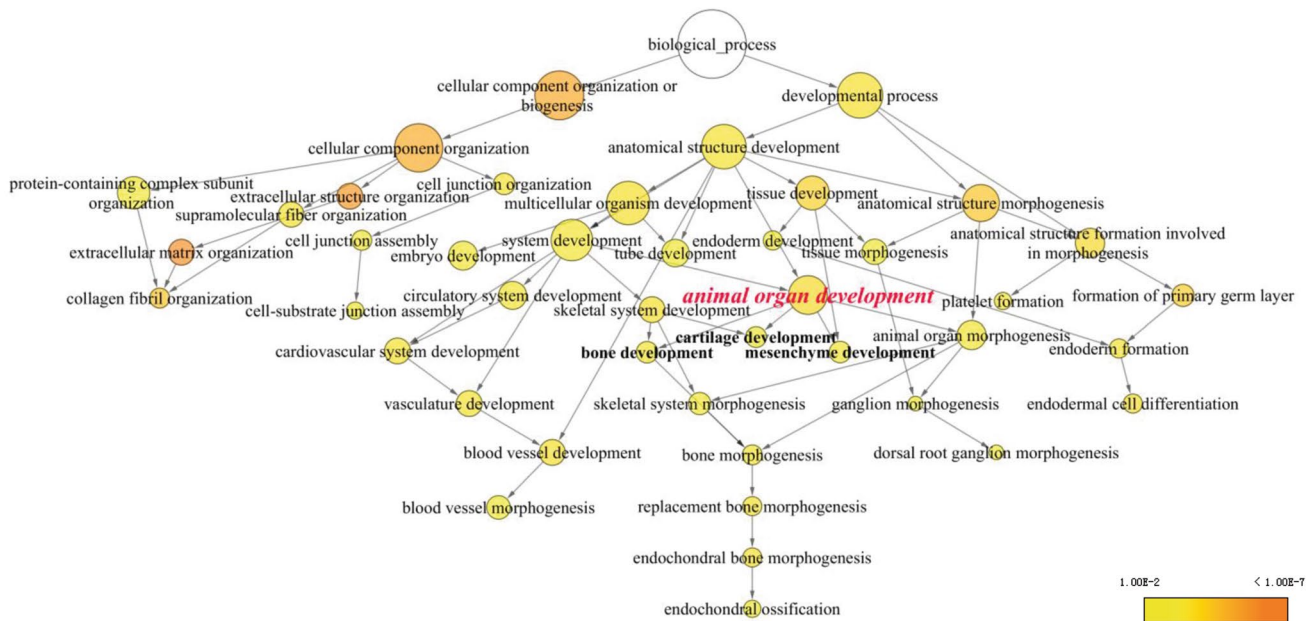 biological_process
cellular component organization or
biogenesis
developmental process
cellular component organization
anatomical structure development
protein-containing complex subunit
organization
extracellular structure organization
cell junction organization
supramolecular fiber organization
multicellular organism development
tissue development
anatomical structure morphogenesis
extracellular matrix organization
cell junction assembly
embryo development
system development
tube development
endoderm development
tissue morphogenesis
anatomical structure formation involved
in morphogenesis
collagen fibril organization
cell-substrate junction assembly
circulatory system development
skeletal system development
animal organ development
platelet formation
formation of primary germ layer
cardiovascular system development
bone development
cartilage development
mesenchyme development
animal organ morphogenesis
endoderm formation
vasculature development
skeletal system morphogenesis
ganglion morphogenesis
endodermal cell differentiation
blood vessel development
bone morphogenesis
dorsal root ganglion morphogenesis
blood vessel morphogenesis
replacement bone morphogenesis
endochondral bone morphogenesis
endochondral ossification
1.00E-2
< 1.00E-7